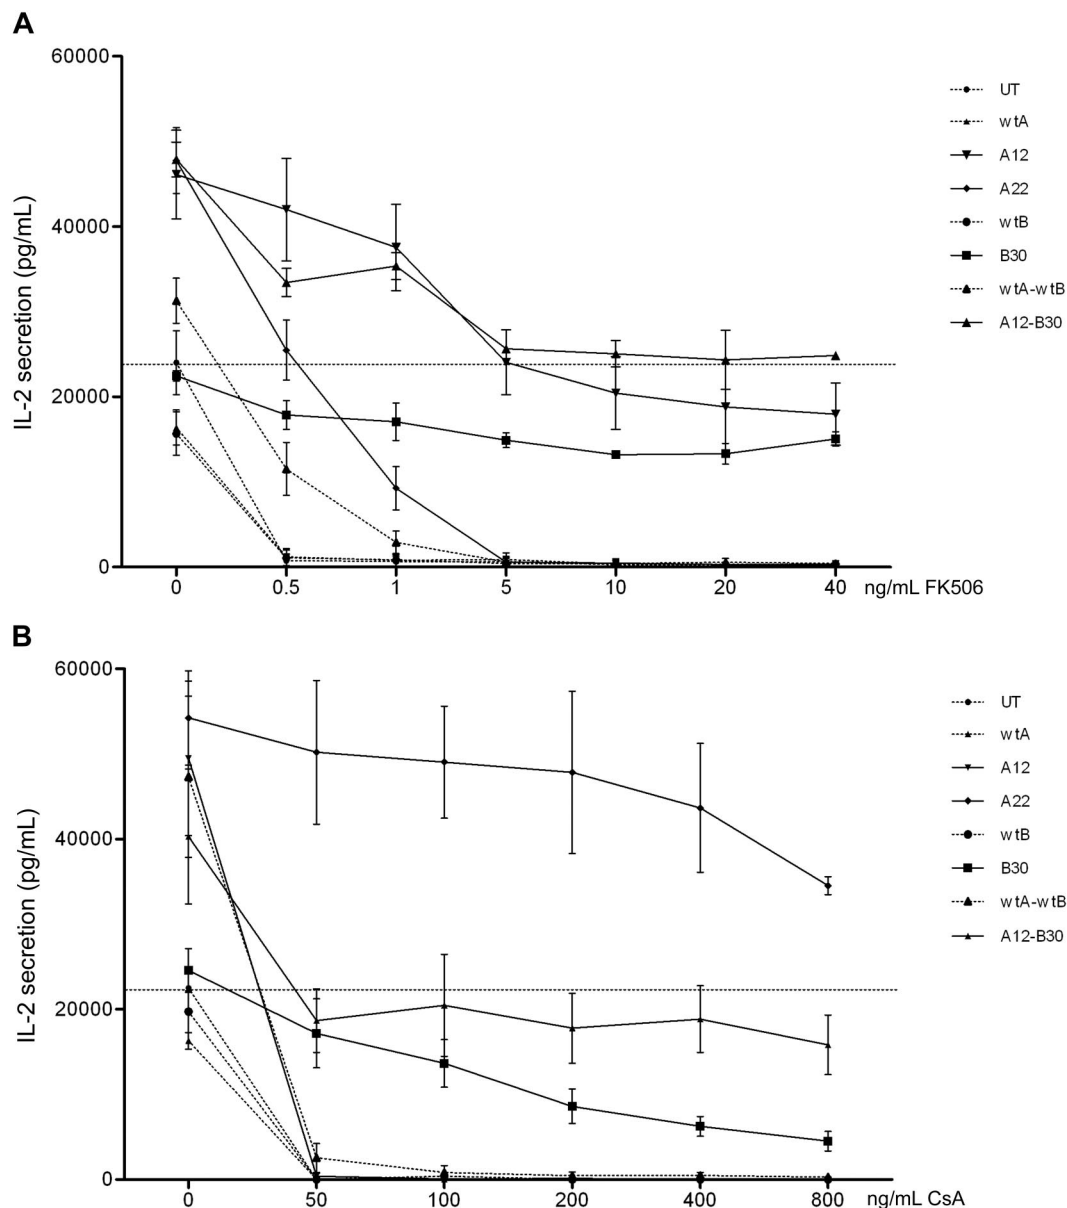 A
60000
40000
20000
0
IL-2 secretion (pg/mL)
0 0.5 1 5 10 20 40 ng/mL FK506
UT
wtA
A12
A22
wtB
B30
wtA-wtB
A12-B30
B
60000
40000
20000
0
IL-2 secretion (pg/mL)
0 50 100 200 400 800 ng/mL CsA
UT
wtA
A12
A22
wtB
B30
wtA-wtB
A12-B30